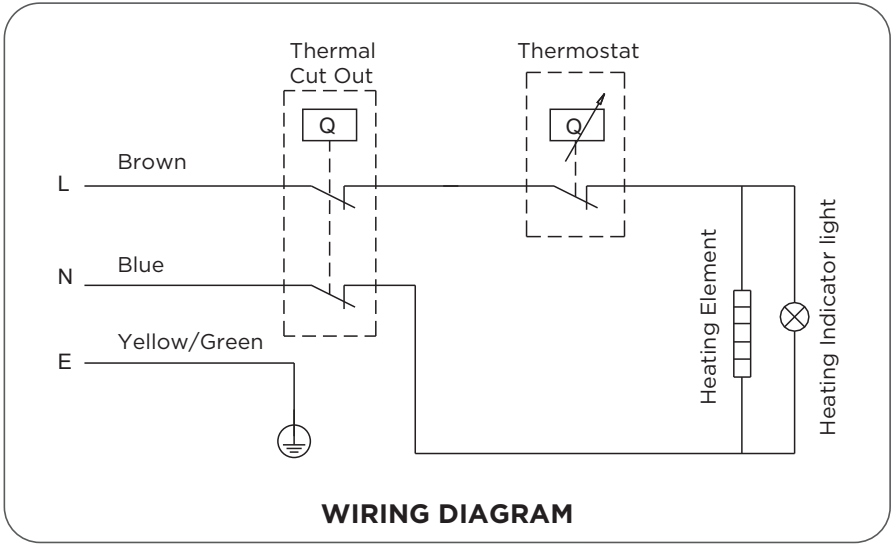 Thermal
Cut Out
Thermostat
Q
Q
L
Brown
N
Blue
E
Yellow/Green
Heating Element
Heating Indicator light
WIRING DIAGRAM